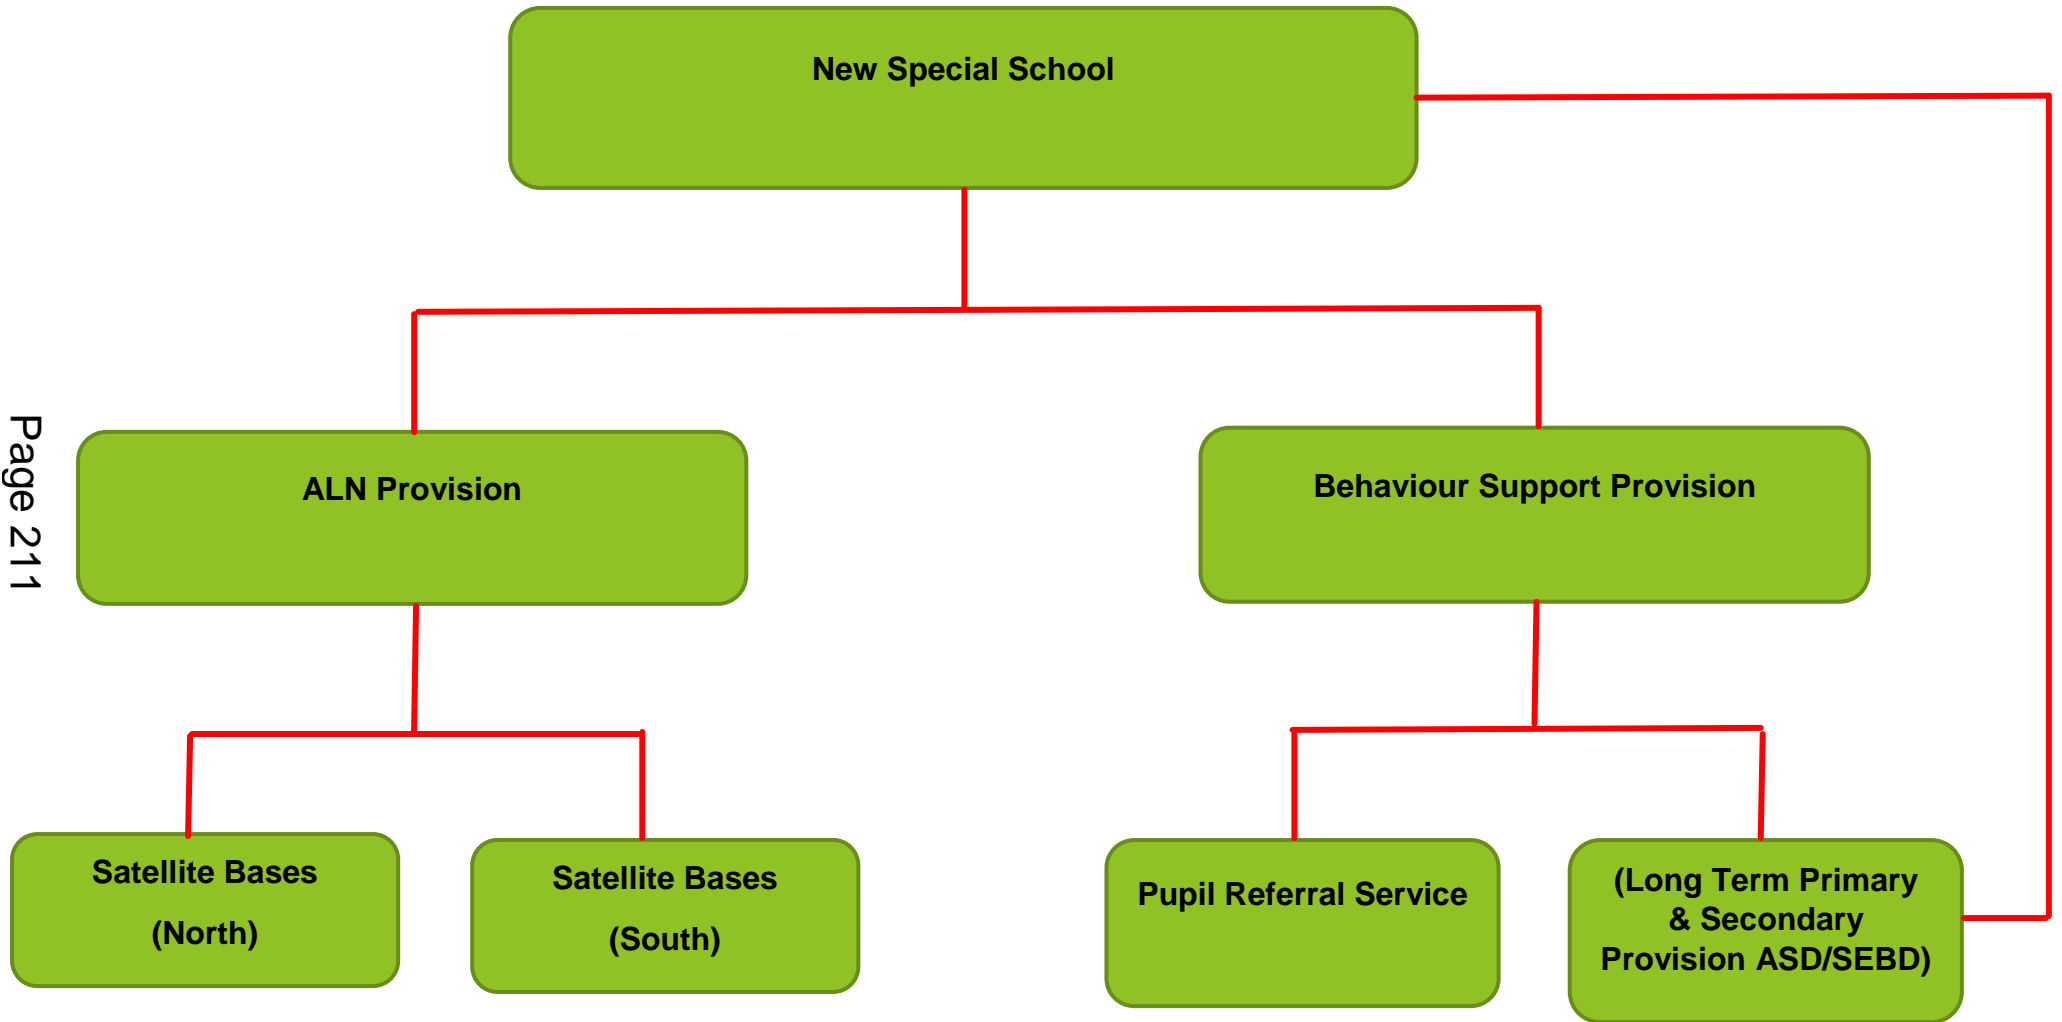 New Special School
ALN Provision
Behaviour Support Provision
Satellite Bases
(North)
Satellite Bases
(South)
Pupil Referral Service
(Long Term Primary
& Secondary
Provision ASD/SEBD)
Page 211